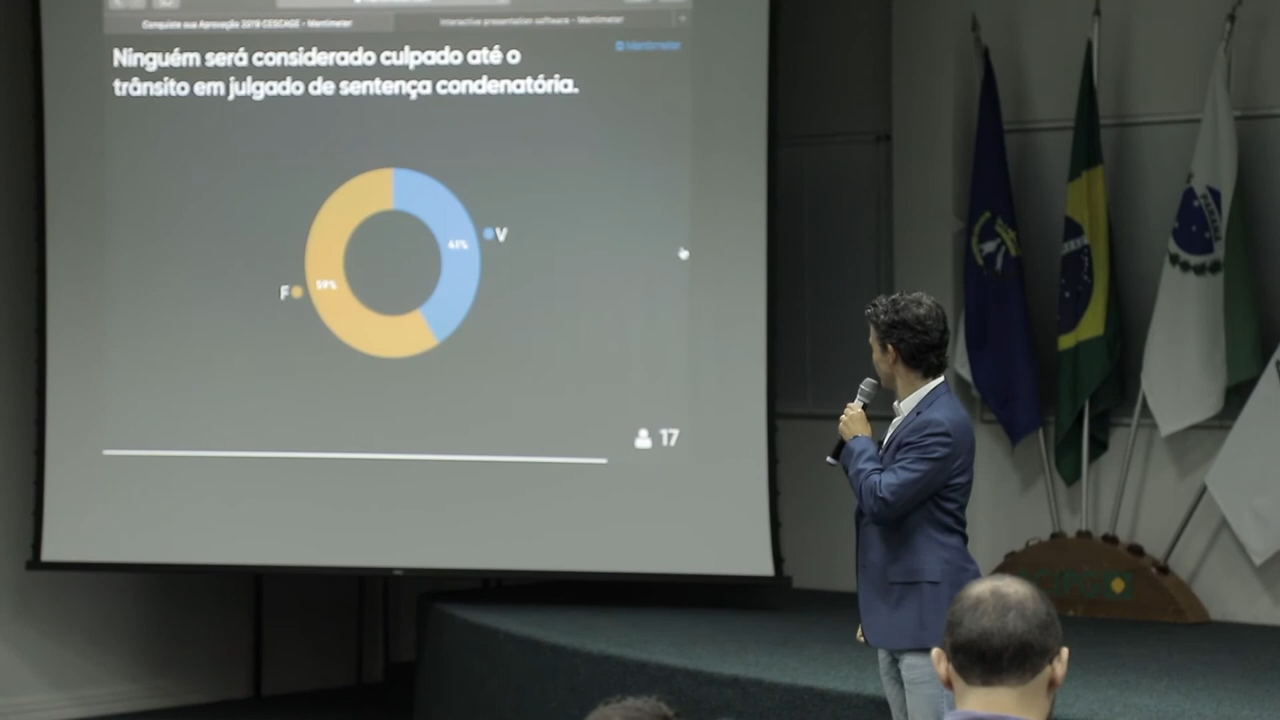 Conquiste sua Aprovação 2019 CESCAGE - Mentimeter
Interactive presentation software - Mentimeter
Mentimeter
Ninguém será considerado culpado até o
trânsito em julgado de sentença condenatória.
41%
V
F
59%
17
PARANÁ